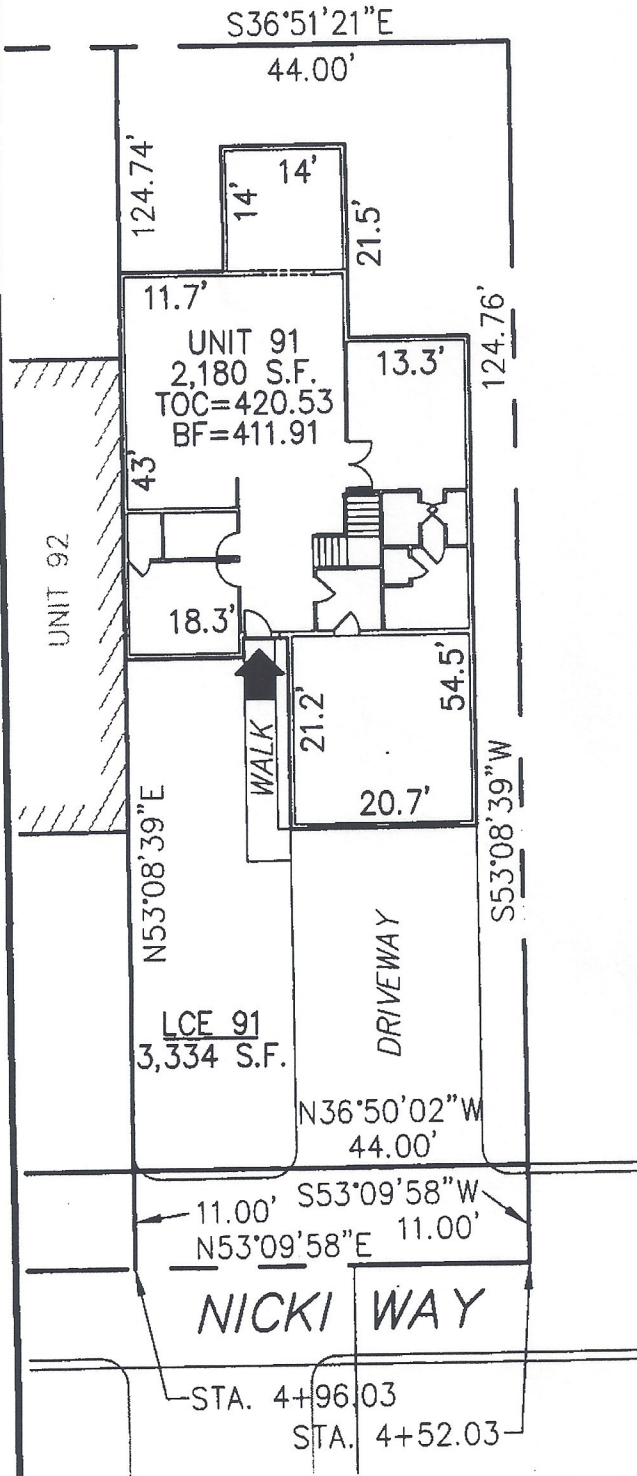 S36°51'21"E
44.00'
124.74'
14'
14'
21.5'
11.7'
124.76'
UNIT 91
2,180 S.F.
TOC=420.53
BF=411.91
13.3'
43'
UNIT 92
18.3'
54.5'
21.2'
WALK
20.7'
S53°08'39"W
N53°08'39"E
DRIVEWAY
LCE 91
3,334 S.F.
N36°50'02"W
44.00'
S53°09'58"W
11.00'
11.00'
N53°09'58"E
NICKI WAY
STA. 4+96.03
STA. 4+52.03